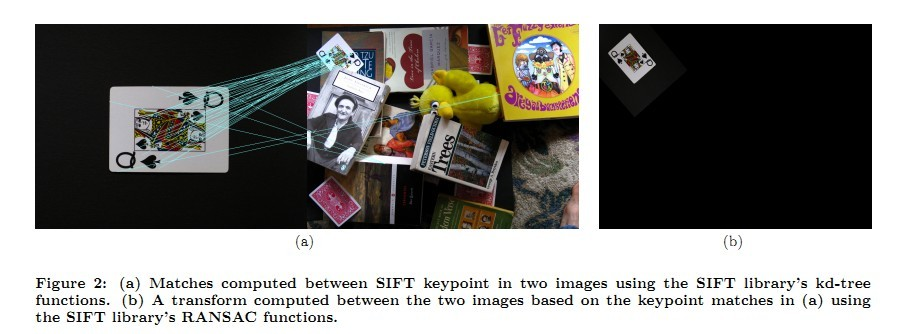 Q
Q
TZU
Trees
(a)
(b)
Figure 2: (a) Matches computed between SIFT keypoint in two images using the SIFT library's kd-tree
functions. (b) A transform computed between the two images based on the keypoint matches in (a) using
the SIFT library's RANSAC functions.